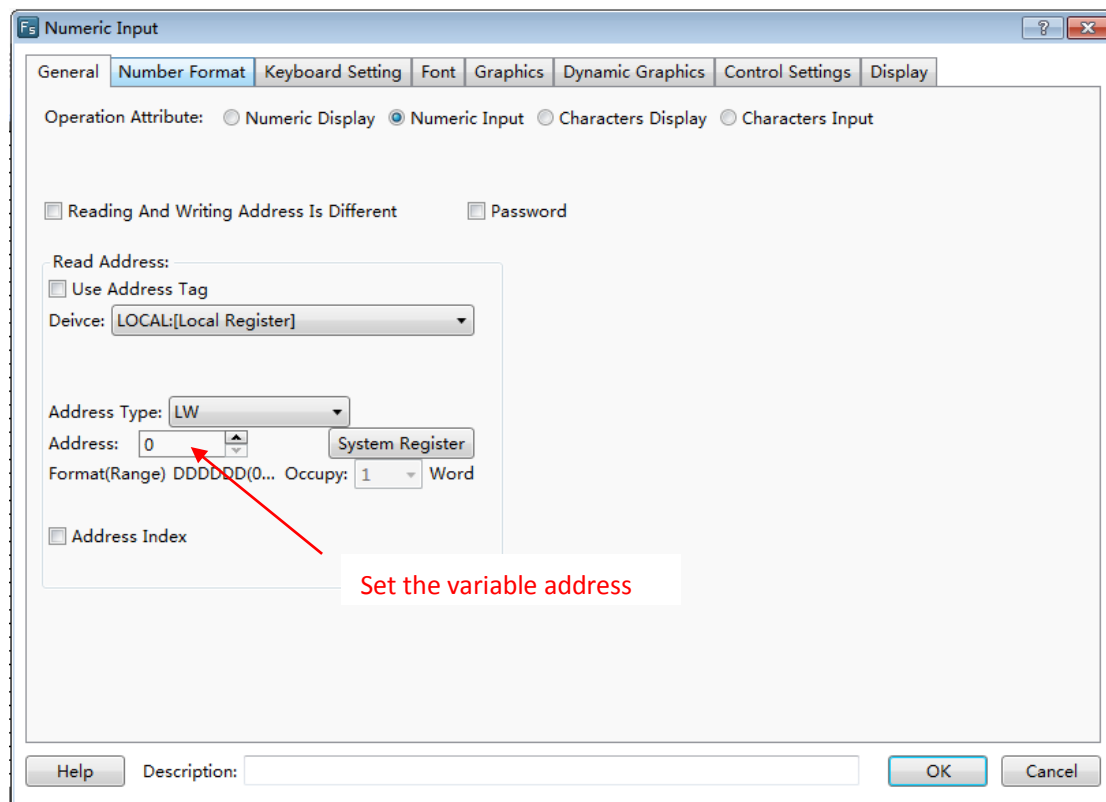 Fs Numeric Input
General Number Format Keyboard Setting Font Graphics Dynamic Graphics Control Settings Display
Operation Attribute: Numeric Display Numeric Input Characters Display Characters Input
Reading And Writing Address Is Different Password
Read Address:
Use Address Tag
Deivce: LOCAL:[Local Register]
Address Type: LW
Address: 0 System Register
Format(Range) DDDDDD(0... Occupy: 1 Word
Address Index
Set the variable address
Help Description: OK Cancel